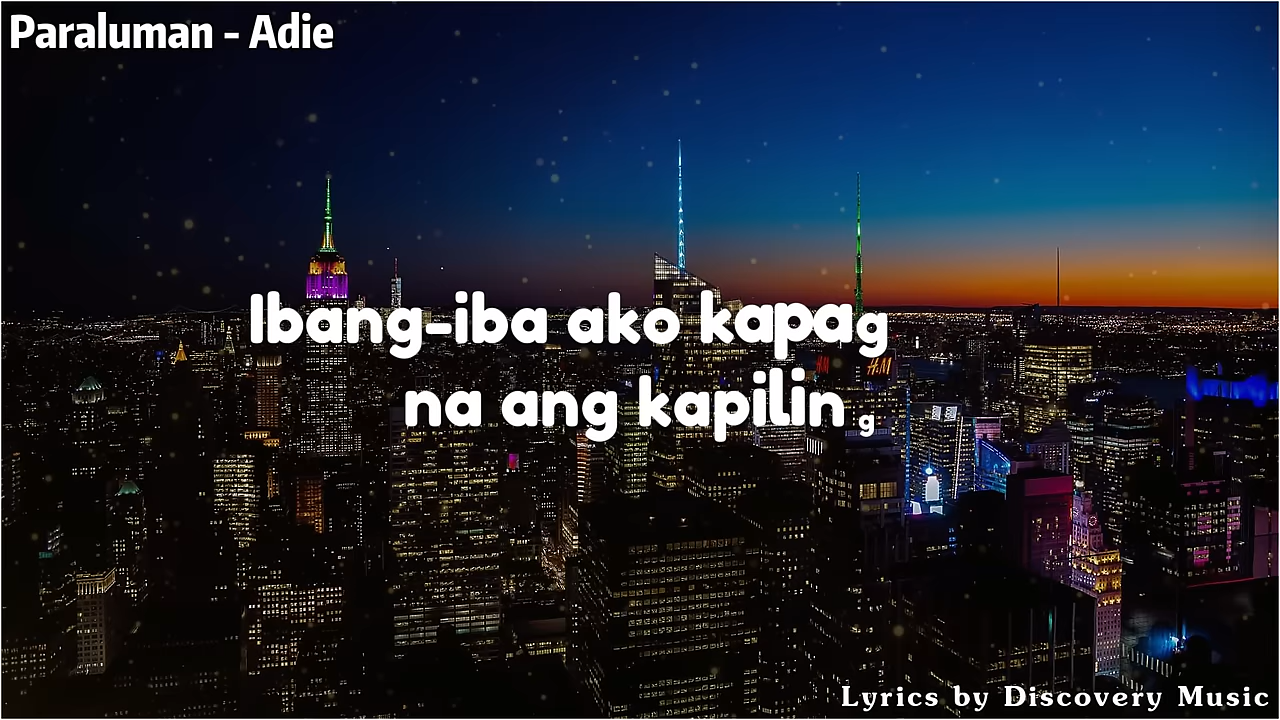 Paraluman - Adie
Ibang-iba ako kapag
na ang kapiling
H&M
H&M
Lyrics by Discovery Music